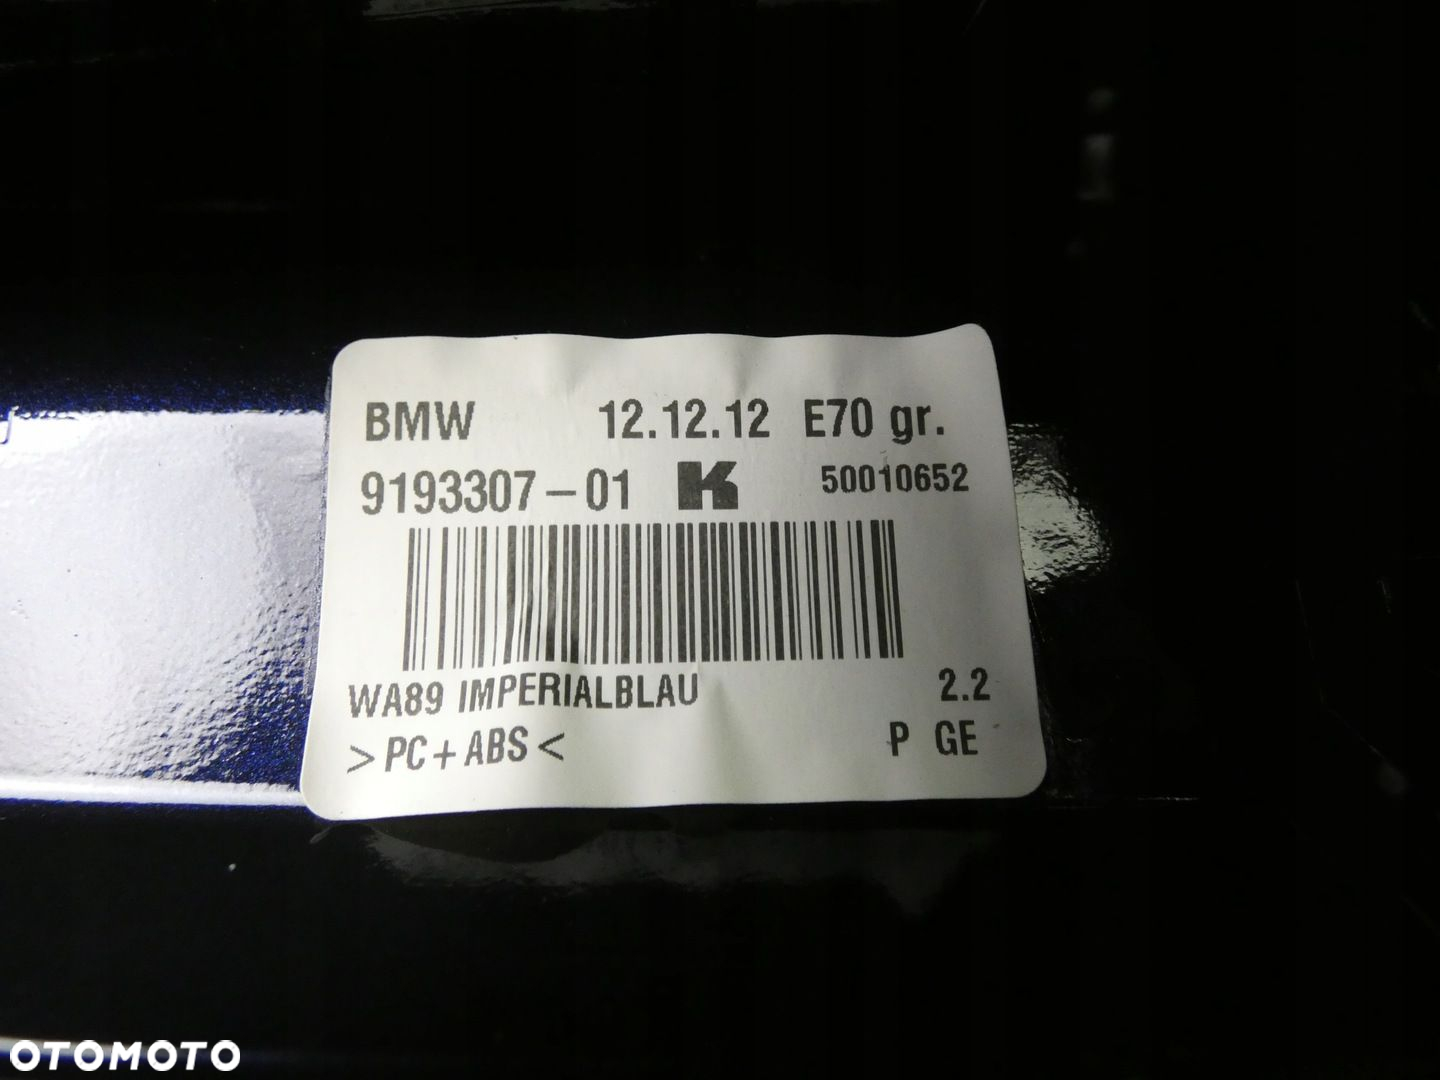 BMW 12.12.12 E70 gr.
9193307-01 K 50010652
WA89 IMPERIALBLAU 2.2
>PC+ABS< P GE
OTOMOTO